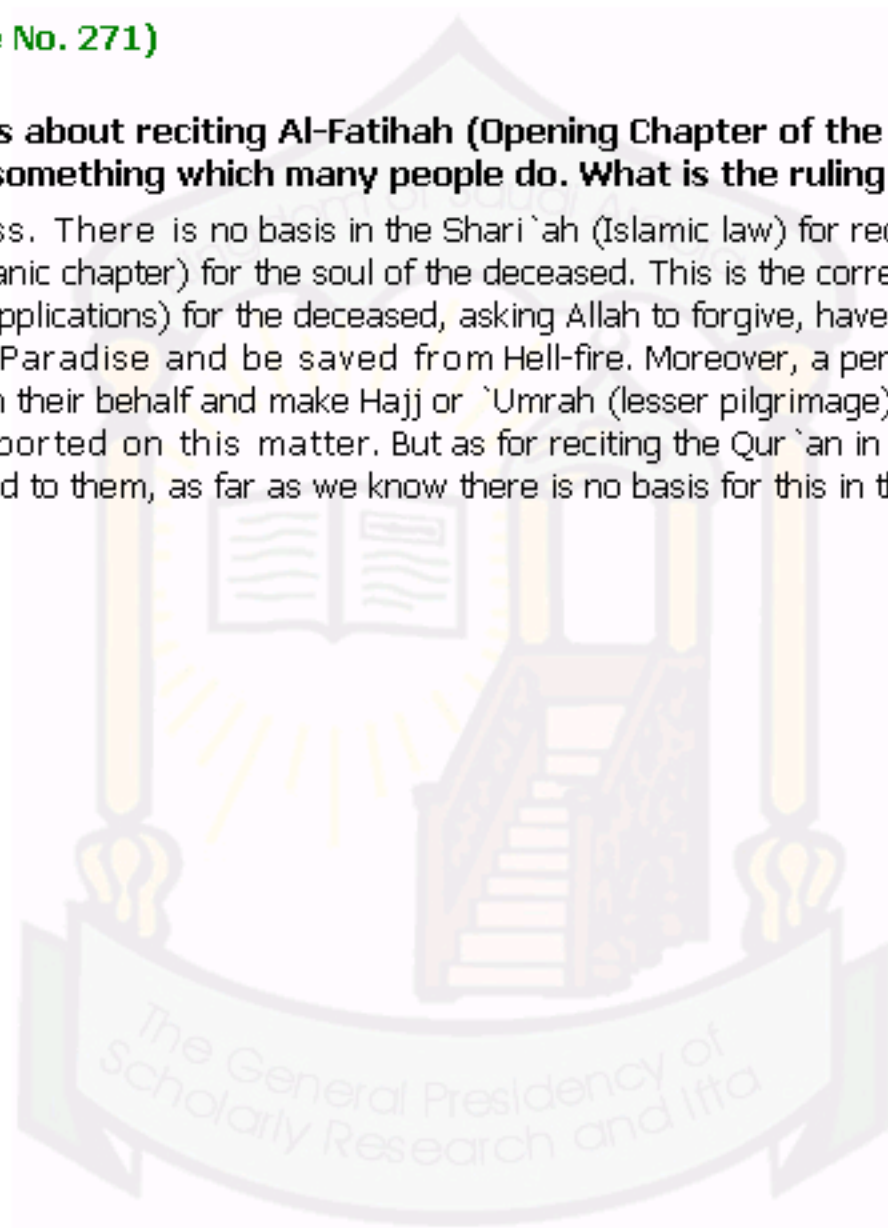 No. 271)
s about reciting Al-Fatihah (Opening Chapter of the
something which many people do. What is the ruling
ss. There is no basis in the Shari`ah (Islamic law) for rec
anic chapter) for the soul of the deceased. This is the corre
pplications) for the deceased, asking Allah to forgive, have
Paradise and be saved from Hell-fire. Moreover, a per
n their behalf and make Hajj or `Umrah (lesser pilgrimage)
ported on this matter. But as for reciting the Qur`an in
d to them, as far as we know there is no basis for this in t
Kingdom of Saudi Arabia
The General Presidency of
Scholarly Research and Ifta